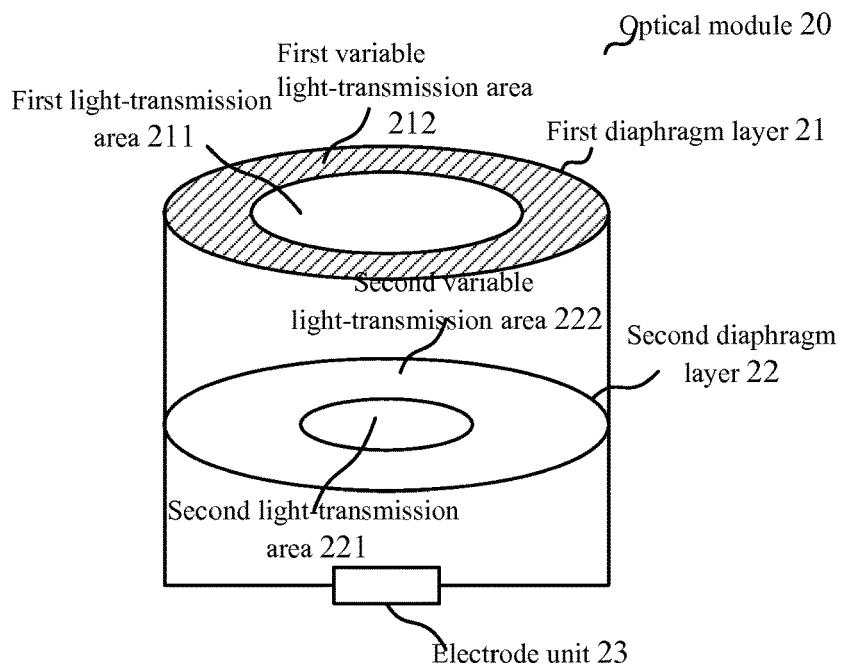 Optical module 20
First variable
light-transmission area
212
First light-transmission
area 211
First diaphragm layer 21
Second variable
light-transmission area 222
Second diaphragm
layer 22
Second light-transmission
area 221
Electrode unit 23